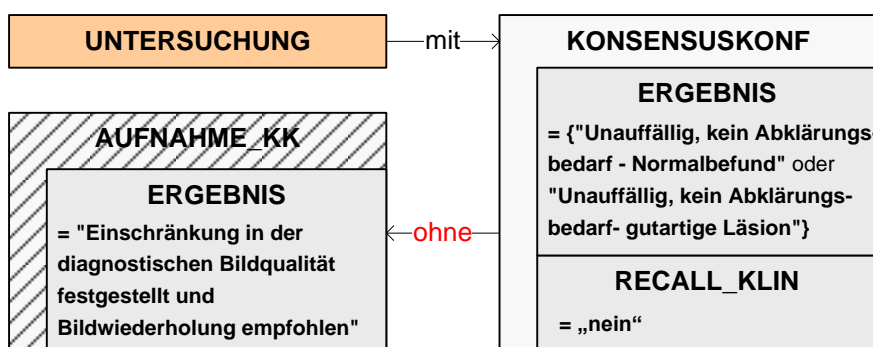 UNTERSUCHUNG
mit
KONSENSUSKONF
ERGEBNIS
= {"Unauffällig, kein Abklärungs-
bedarf - Normalbefund" oder
"Unauffällig, kein Abklärungs-
bedarf- gutartige Läsion"}
RECALL_KLIN
= „nein“
ohne
AUFNAHME_KK
ERGEBNIS
= "Einschränkung in der
diagnostischen Bildqualität
festgestellt und
Bildwiederholung empfohlen"